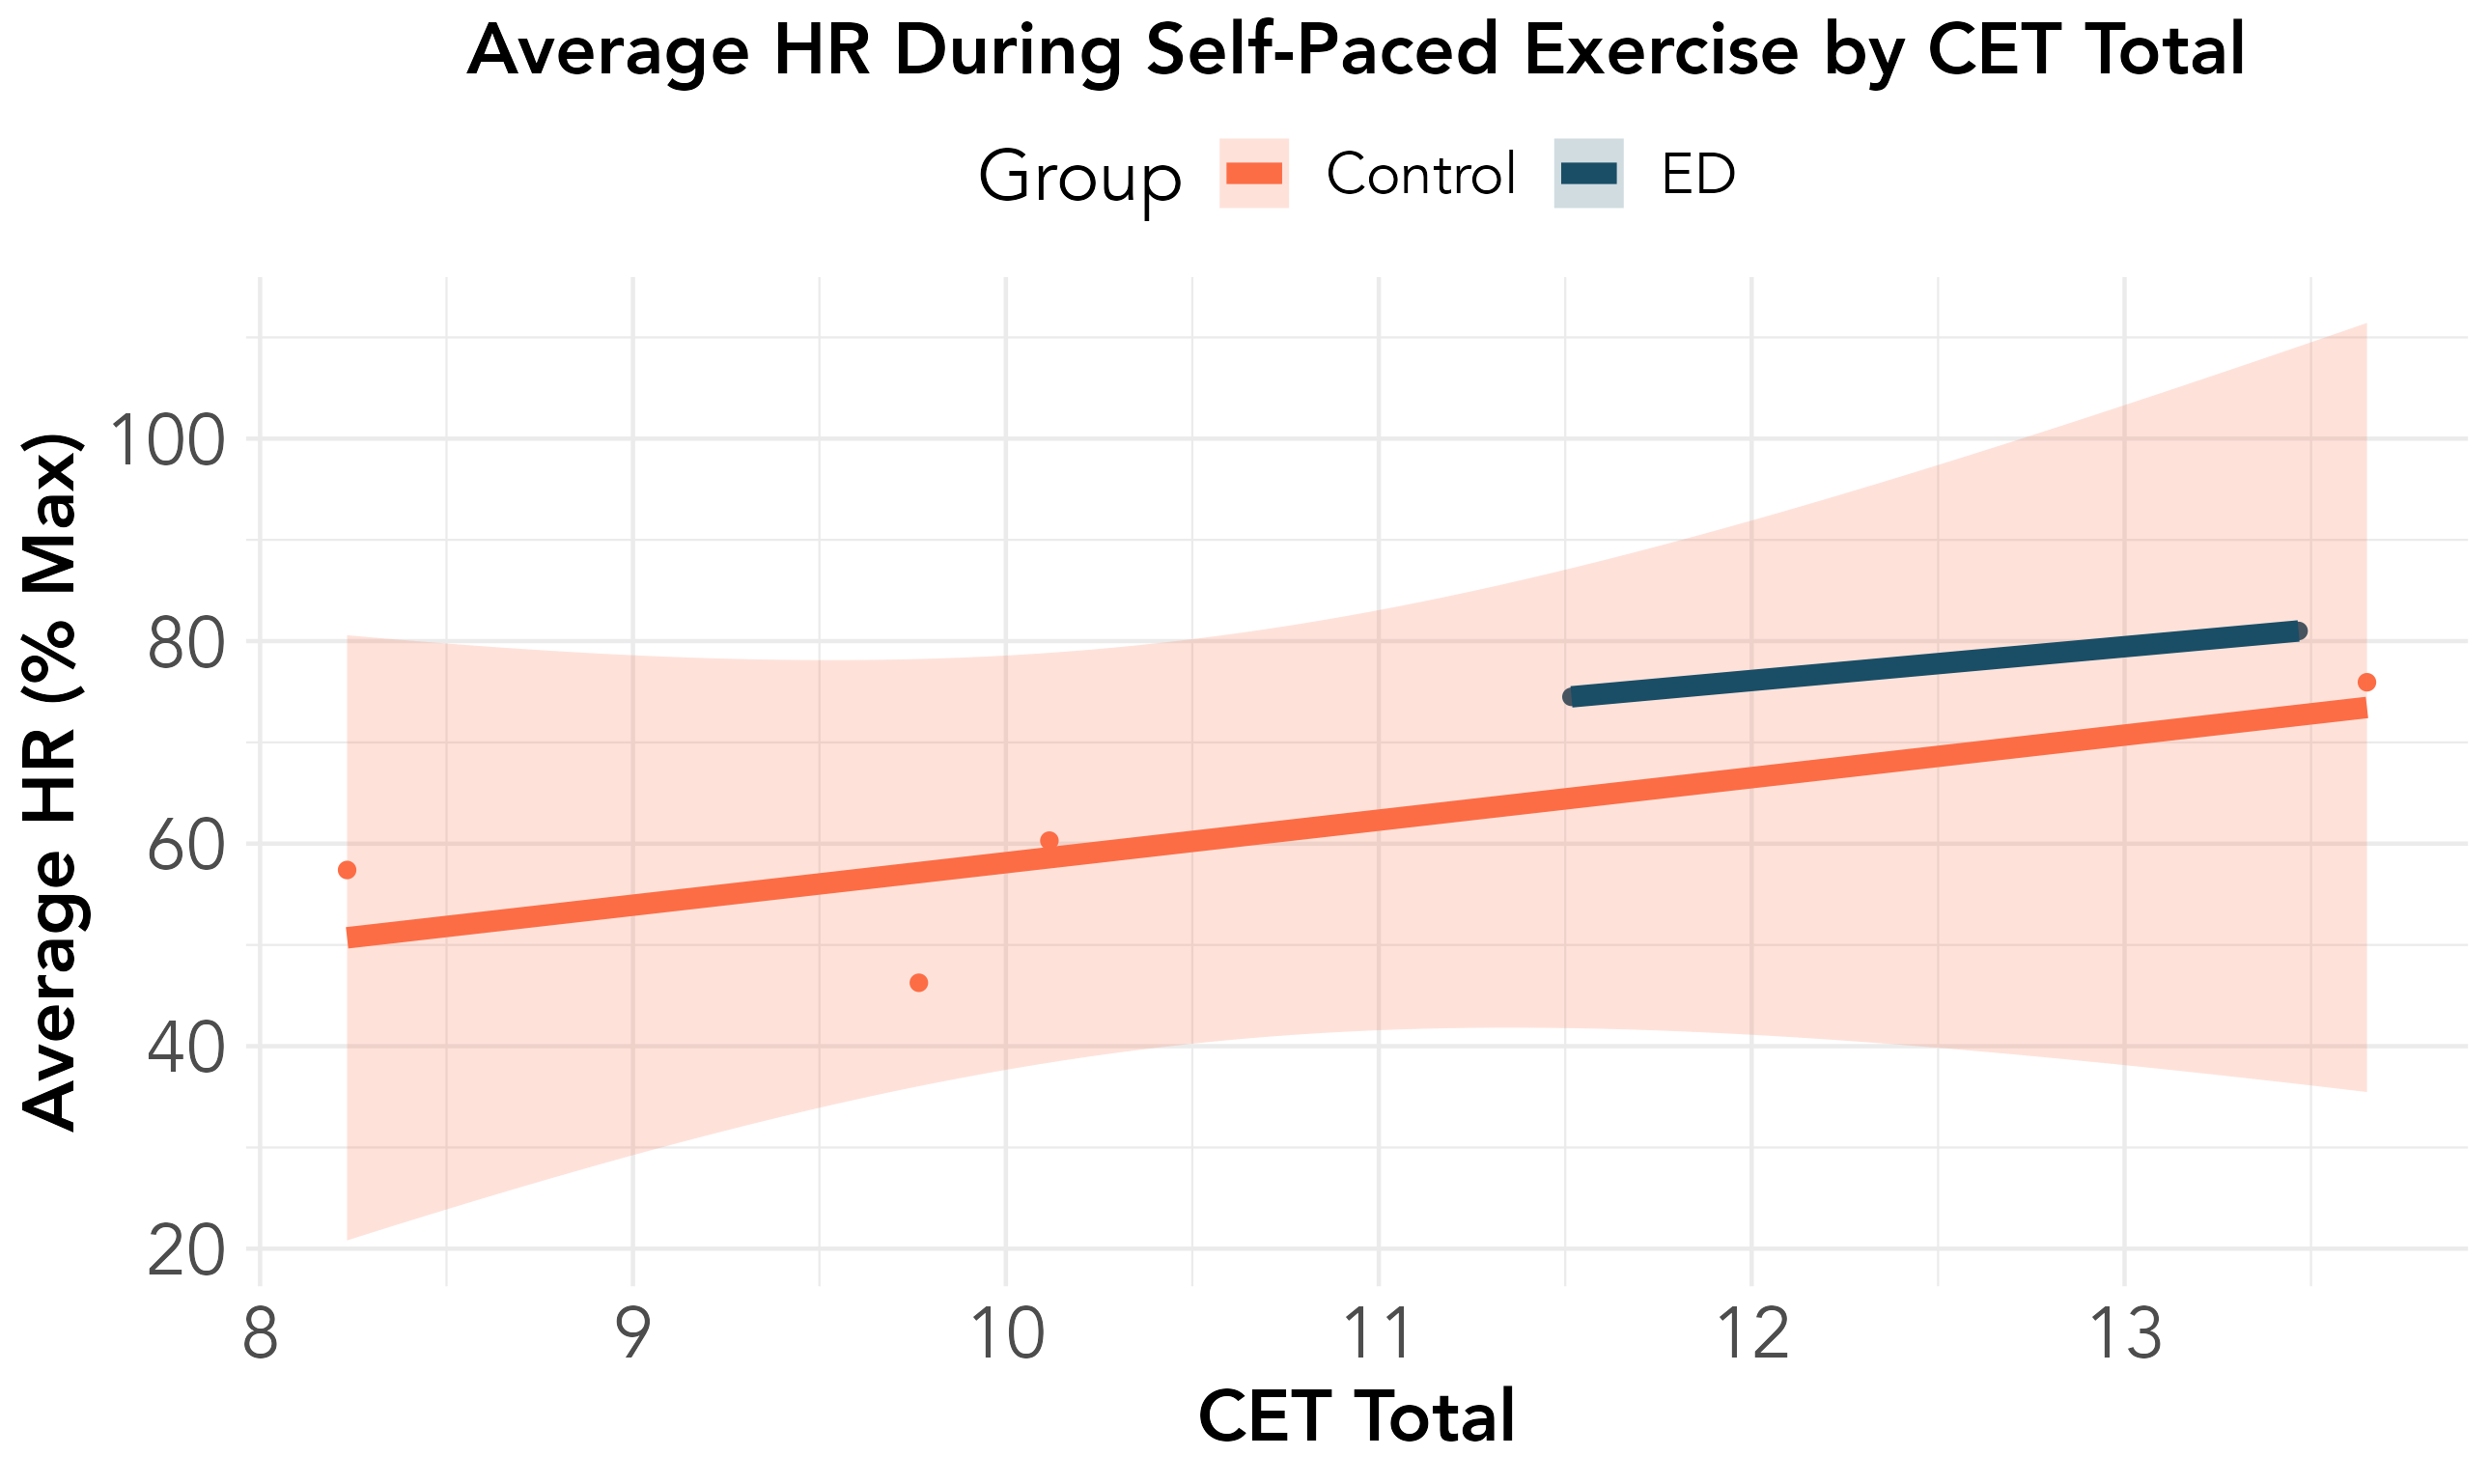 Average HR During Self-Paced Exercise by CET Total
Group Control ED
Average HR (% Max)
100
80
60
40
20
8 9 10 11 12 13
CET Total